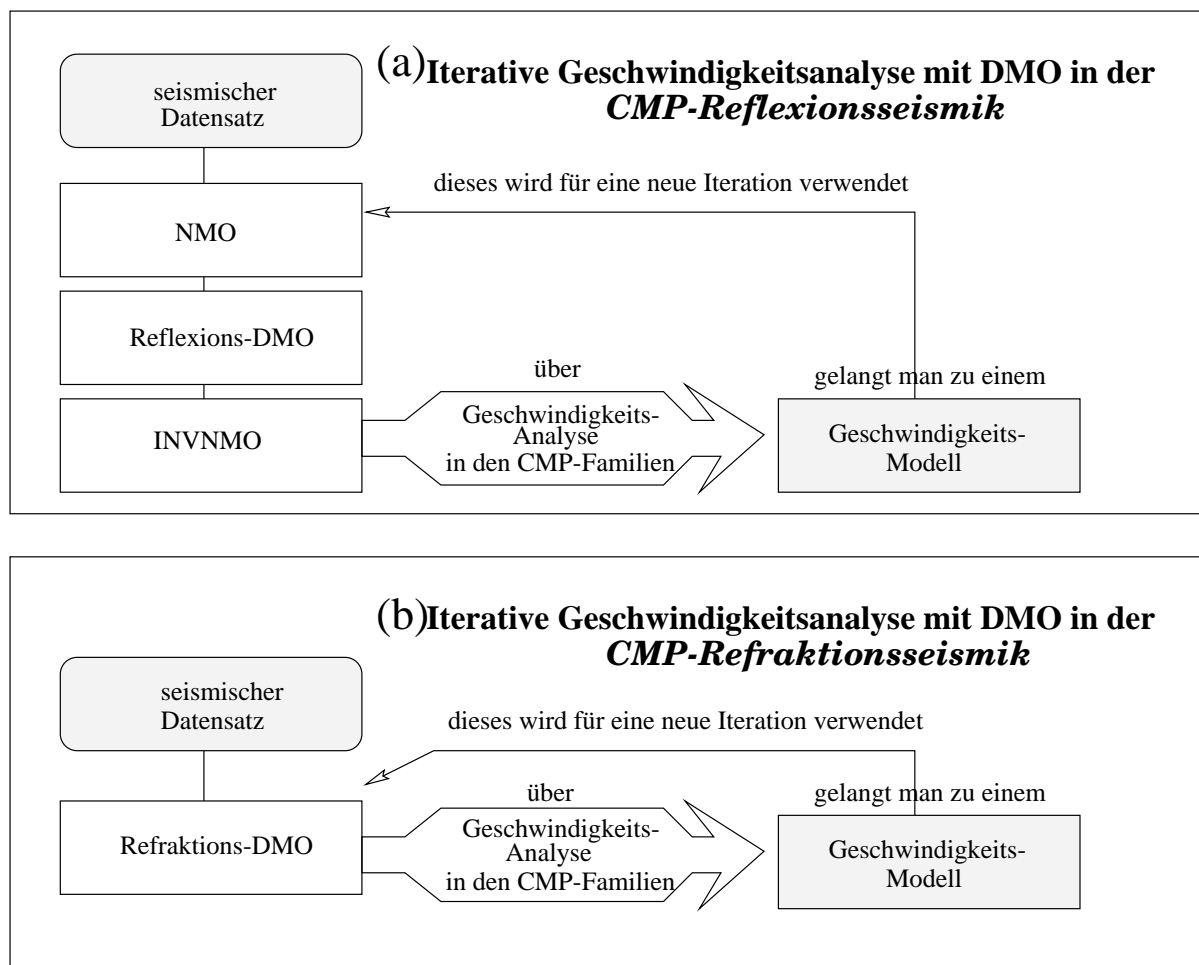 (a) Iterative Geschwindigkeitsanalyse mit DMO in der
CMP-Reflexionsseismik
seismischer
Datensatz
dieses wird für eine neue Iteration verwendet
NMO
Reflexions-DMO
INVNMO
über
Geschwindigkeits-
Analyse
in den CMP-Familien
gelangt man zu einem
Geschwindigkeits-
Modell
(b) Iterative Geschwindigkeitsanalyse mit DMO in der
CMP-Refraktionsseismik
seismischer
Datensatz
dieses wird für eine neue Iteration verwendet
Refraktions-DMO
über
Geschwindigkeits-
Analyse
in den CMP-Familien
gelangt man zu einem
Geschwindigkeits-
Modell